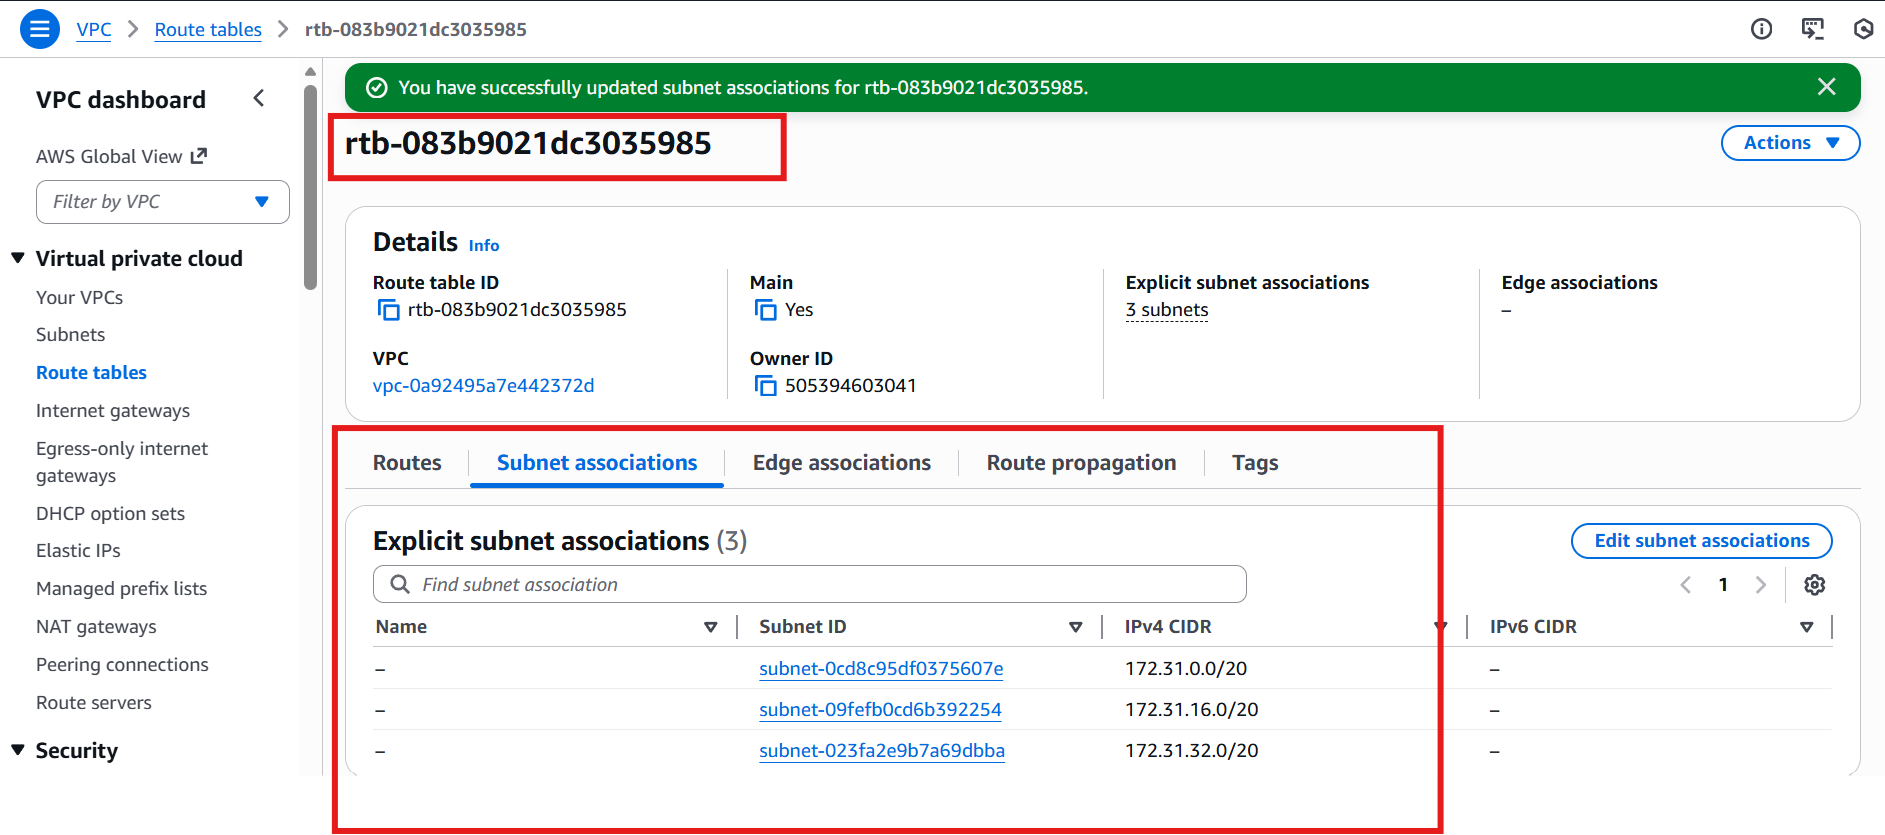 VPC > Route tables > rtb-083b9021dc3035985
VPC dashboard
AWS Global View
Filter by VPC
Virtual private cloud
Your VPCs
Subnets
Route tables
Internet gateways
Egress-only internet
gateways
DHCP option sets
Elastic IPs
Managed prefix lists
NAT gateways
Peering connections
Route servers
Security
You have successfully updated subnet associations for rtb-083b9021dc3035985.
rtb-083b9021dc3035985
Actions
Details Info
Route table ID
rtb-083b9021dc3035985
Main
Yes
Explicit subnet associations
3 subnets
Edge associations
–
VPC
vpc-0a92495a7e442372d
Owner ID
505394603041
Routes Subnet associations Edge associations Route propagation Tags
Explicit subnet associations (3)
Edit subnet associations
Find subnet association
1
Name Subnet ID IPv4 CIDR IPv6 CIDR
– subnet-0cd8c95df0375607e 172.31.0.0/20 –
– subnet-09fefb0cd6b392254 172.31.16.0/20 –
– subnet-023fa2e9b7a69dbba 172.31.32.0/20 –